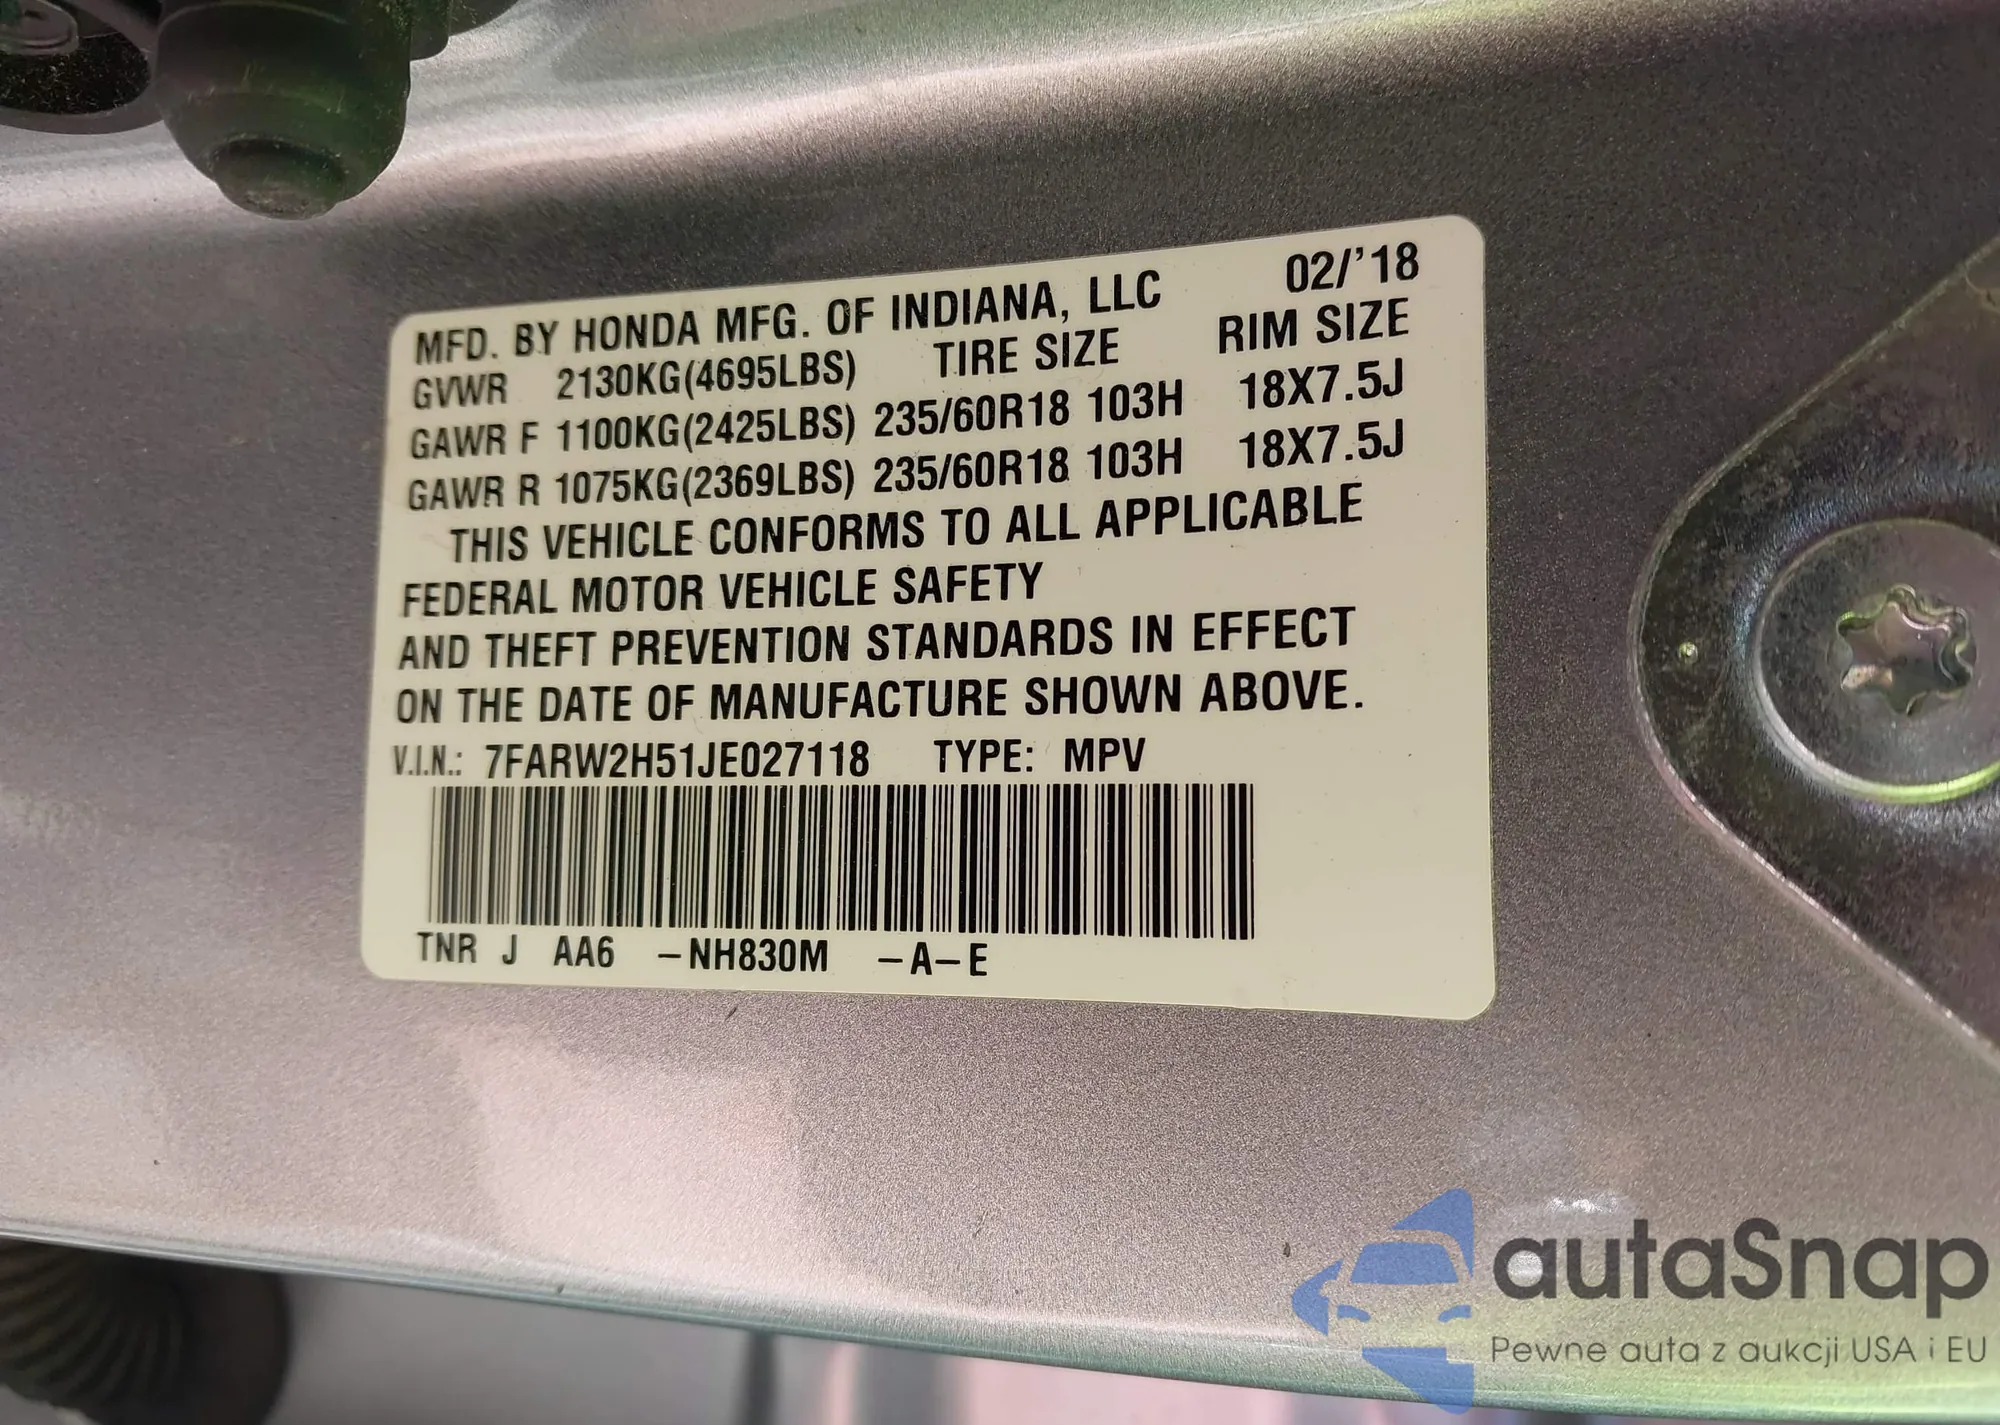 MFD. BY HONDA MFG. OF INDIANA, LLC 02/'18
GVWR 2130KG(4695LBS) TIRE SIZE RIM SIZE
GAWR F 1100KG(2425LBS) 235/60R18 103H 18X7.5J
GAWR R 1075KG(2369LBS) 235/60R18 103H 18X7.5J
THIS VEHICLE CONFORMS TO ALL APPLICABLE
FEDERAL MOTOR VEHICLE SAFETY
AND THEFT PREVENTION STANDARDS IN EFFECT
ON THE DATE OF MANUFACTURE SHOWN ABOVE.
V.I.N.: 7FARW2H51JE027118 TYPE: MPV
TNR J AA6 -NH830M -A-E
autaSnap
Pewne auta z aukcji USA i EU